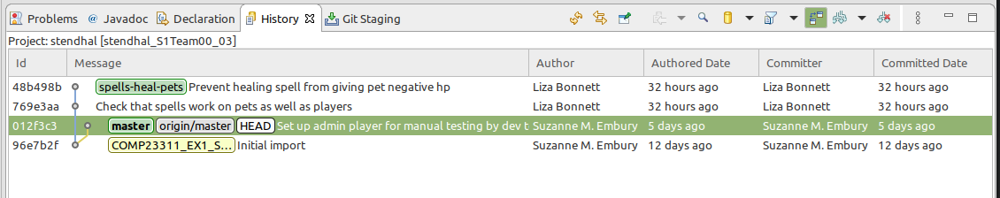 Problems @ Javadoc Declaration History Git Staging
Project: stendhal [stendhal_S1Team00_03]
Id Message Author Authored Date Committer Committed Date
48b498b spells-heal-pets Prevent healing spell from giving pet negative hp Liza Bonnett 32 hours ago Liza Bonnett 32 hours ago
769e3aa Check that spells work on pets as well as players Liza Bonnett 32 hours ago Liza Bonnett 32 hours ago
012f3c3 master origin/master HEAD Set up admin player for manual testing by dev t Suzanne M. Embury 5 days ago Suzanne M. Embury 5 days ago
96e7b2f COMP23311_EX1_S... Initial import Suzanne M. Embury 12 days ago Suzanne M. Embury 12 days ago